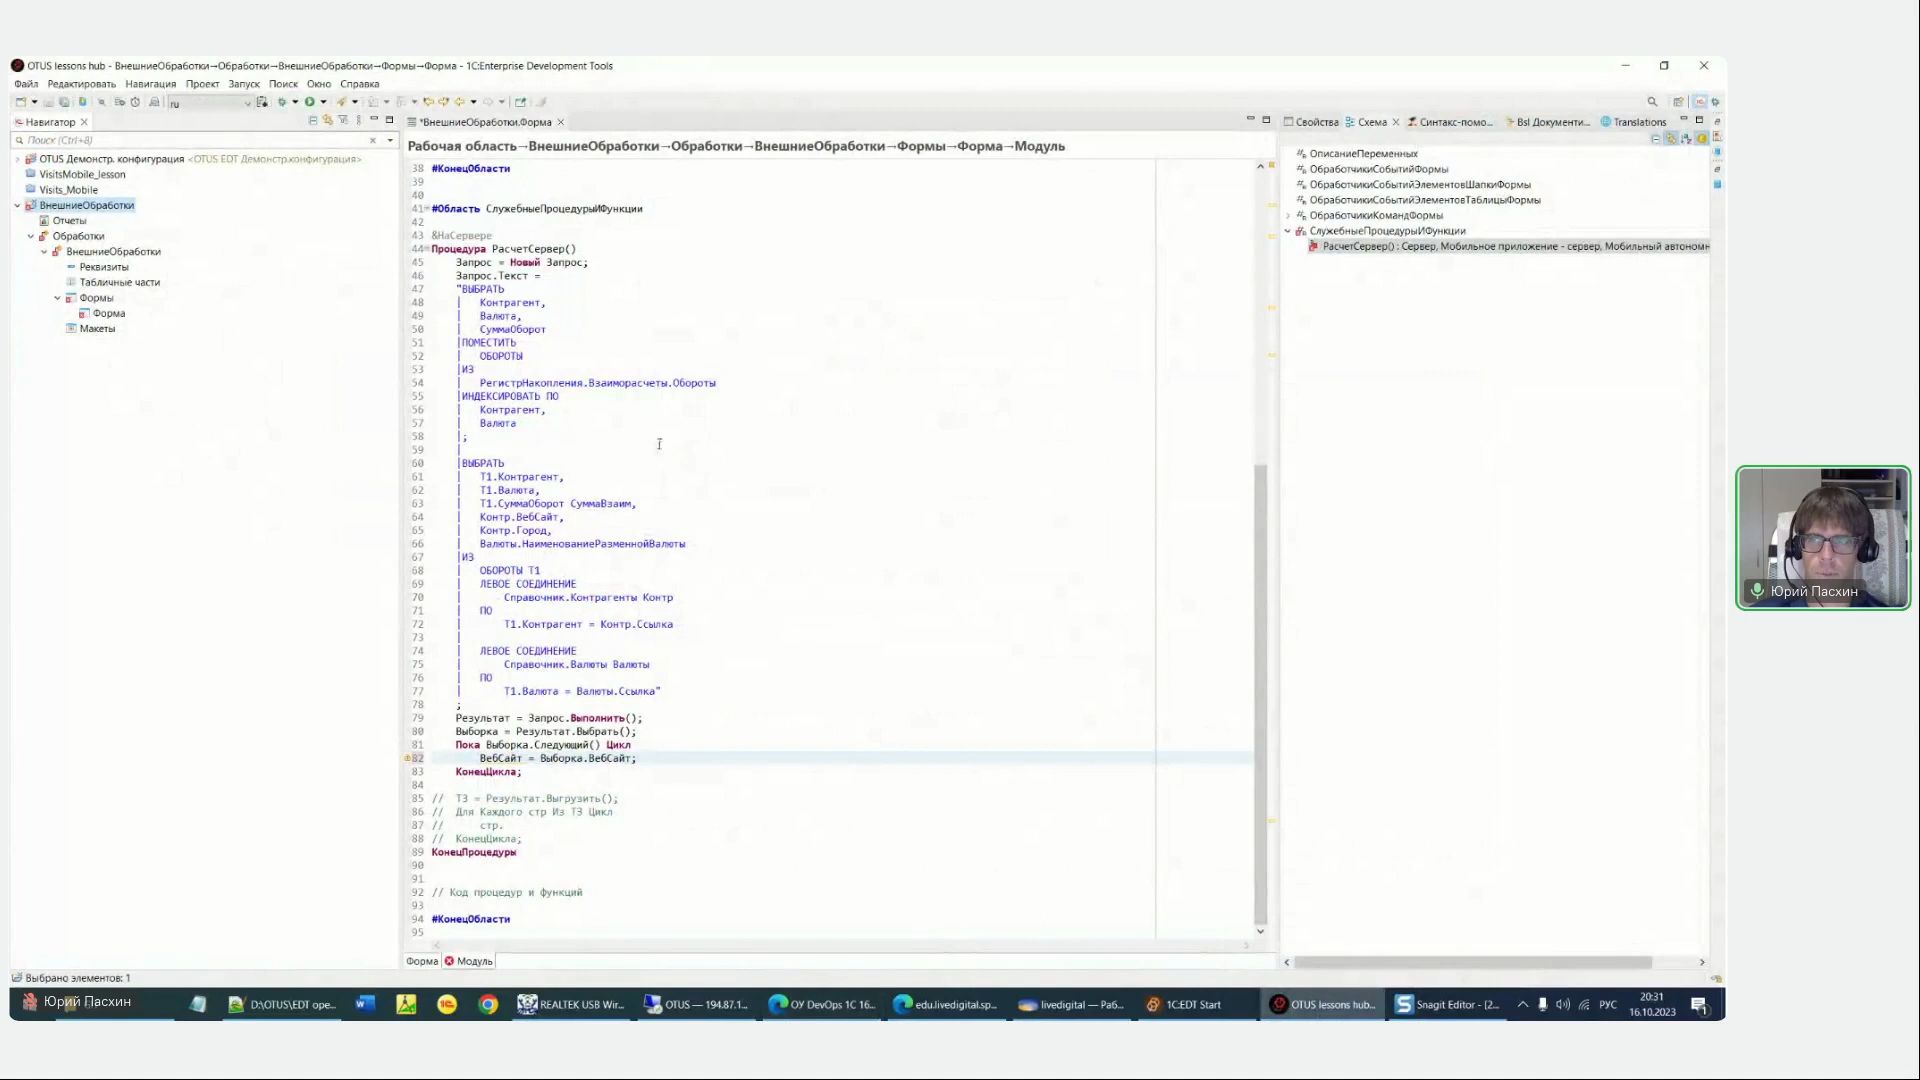 OTUS lessons hub - ВнешниеОбработки→Обработки→ВнешниеОбработки→Формы→Форма - 1C:Enterprise Development Tools
Файл Редактировать Навигация Проект Запуск Поиск Окно Справка
ru
Навигатор
Поиск (Ctrl+8)
OTUS Демонстр. конфигурация <OTUS EDT Демонстр.конфигурация>
VisitsMobile_lesson
Visits_Mobile
ВнешниеОбработки
Отчеты
Обработки
ВнешниеОбработки
Реквизиты
Табличные части
Формы
Форма
Макеты
*ВнешниеОбработки.Форма
Рабочая область→ВнешниеОбработки→Обработки→ВнешниеОбработки→Формы→Форма→Модуль
38 #КонецОбласти
39
40
41 #Область СлужебныеПроцедурыИФункции
42
43 &НаСервере
44 Процедура РасчетСервер()
45 Запрос = Новый Запрос;
46 Запрос.Текст =
47 "ВЫБРАТЬ
48 | Контрагент,
49 | Валюта,
50 | СуммаОборот
51 |ПОМЕСТИТЬ
52 | ОБОРОТЫ
53 |ИЗ
54 | РегистрНакопления.Взаиморасчеты.Обороты
55 |ИНДЕКСИРОВАТЬ ПО
56 | Контрагент,
57 | Валюта
58 |;
59 |
60 |ВЫБРАТЬ
61 | Т1.Контрагент,
62 | Т1.Валюта,
63 | Т1.СуммаОборот СуммаВзаим,
64 | Контр.ВебСайт,
65 | Контр.Город,
66 | Валюты.НаименованиеРазменнойВалюты
67 |ИЗ
68 | ОБОРОТЫ Т1
69 | ЛЕВОЕ СОЕДИНЕНИЕ
70 | Справочник.Контрагенты Контр
71 | ПО
72 | Т1.Контрагент = Контр.Ссылка
73 |
74 | ЛЕВОЕ СОЕДИНЕНИЕ
75 | Справочник.Валюты Валюты
76 | ПО
77 | Т1.Валюта = Валюты.Ссылка"
78 ;
79 Результат = Запрос.Выполнить();
80 Выборка = Результат.Выбрать();
81 Пока Выборка.Следующий() Цикл
82 ВебСайт = Выборка.ВебСайт;
83 КонецЦикла;
84
85 // ТЗ = Результат.Выгрузить();
86 // Для Каждого стр Из ТЗ Цикл
87 // стр.
88 // КонецЦикла;
89 КонецПроцедуры
90
91
92 // Код процедур и функций
93
94 #КонецОбласти
95
Форма Модуль
Свойства Схема Синтакс-помо... Bsl Документи... Translations
ОписаниеПеременных
ОбработчикиСобытийФормы
ОбработчикиСобытийЭлементовШапкиФормы
ОбработчикиСобытийЭлементовТаблицыФормы
ОбработчикиКомандФормы
СлужебныеПроцедурыИФункции
РасчетСервер() : Сервер, Мобильное приложение - сервер, Мобильный автономн
Юрий Пасхин
Выбрано элементов: 1
Юрий Пасхин
D:\OTUS\EDT оре...
REALTEK USB Wir...
OTUS — 194.87.1...
ОУ DevOps 1С 16...
edu.livedigital.sp...
livedigital — Раб...
1C:EDT Start
OTUS lessons hub...
Snagit Editor - [2...
РУС
20:31
16.10.2023
1